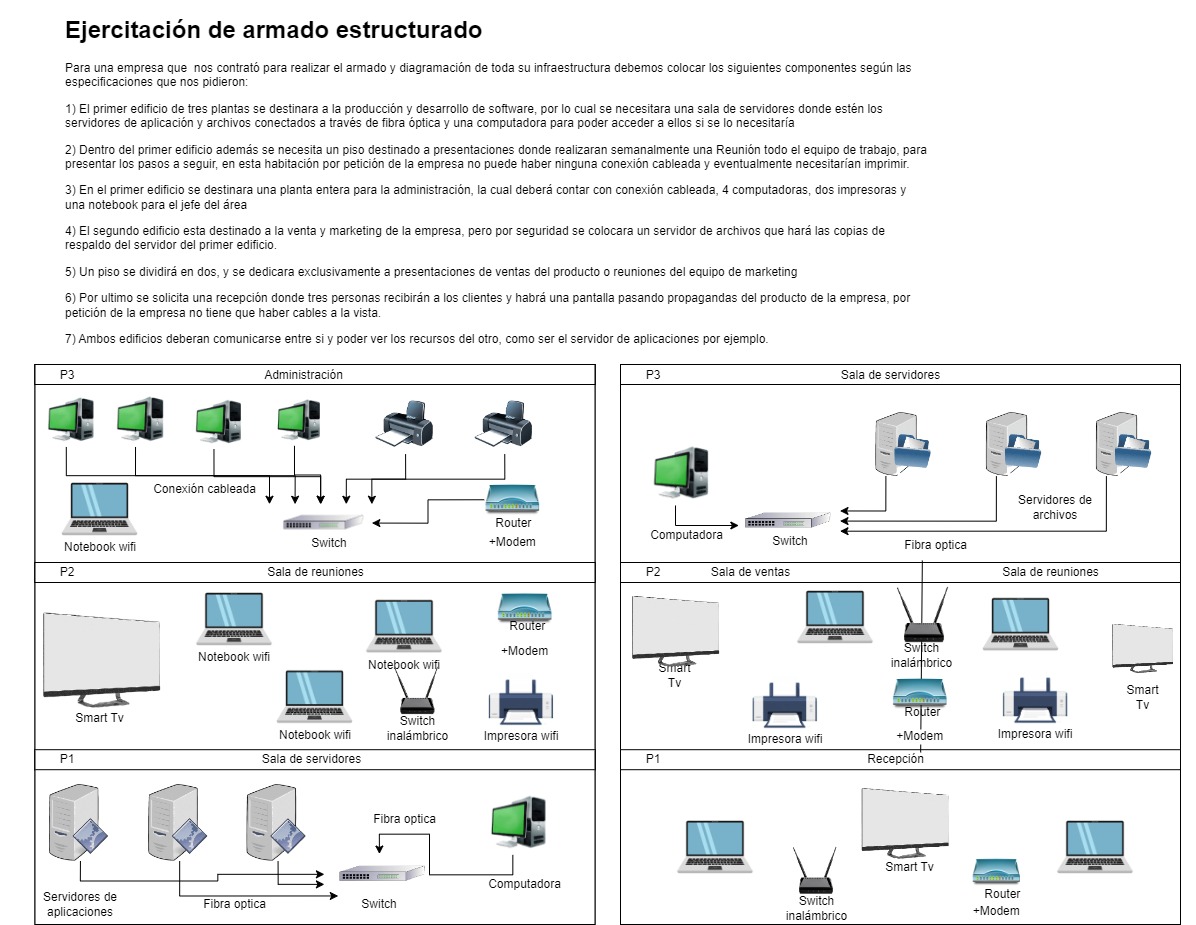 Ejercitación de armado estructurado
Para una empresa que  nos contrató para realizar el armado y diagramación de toda su infraestructura debemos colocar los siguientes componentes según las
especificaciones que nos pidieron:
1) El primer edificio de tres plantas se destinara a la producción y desarrollo de software, por lo cual se necesitara una sala de servidores donde estén los
servidores de aplicación y archivos conectados a través de fibra óptica y una computadora para poder acceder a ellos si se lo necesitaría
2) Dentro del primer edificio además se necesita un piso destinado a presentaciones donde realizaran semanalmente una Reunión todo el equipo de trabajo, para
presentar los pasos a seguir, en esta habitación por petición de la empresa no puede haber ninguna conexión cableada y eventualmente necesitarían imprimir.
3) En el primer edificio se destinara una planta entera para la administración, la cual deberá contar con conexión cableada, 4 computadoras, dos impresoras y
una notebook para el jefe del área
4) El segundo edificio esta destinado a la venta y marketing de la empresa, pero por seguridad se colocara un servidor de archivos que hará las copias de
respaldo del servidor del primer edificio.
5) Un piso se dividirá en dos, y se dedicara exclusivamente a presentaciones de ventas del producto o reuniones del equipo de marketing
6) Por ultimo se solicita una recepción donde tres personas recibirán a los clientes y habrá una pantalla pasando propagandas del producto de la empresa, por
petición de la empresa no tiene que haber cables a la vista.
7) Ambos edificios deberan comunicarse entre si y poder ver los recursos del otro, como ser el servidor de aplicaciones por ejemplo.
P3
Administración
Conexión cableada
Notebook wifi
Switch
Router
+Modem
P2
Sala de reuniones
Smart Tv
Notebook wifi
Notebook wifi
Notebook wifi
Switch
inalámbrico
Router
+Modem
Impresora wifi
P1
Sala de servidores
Servidores de
aplicaciones
Fibra optica
Fibra optica
Switch
Computadora
P3
Sala de servidores
Computadora
Switch
Servidores de
archivos
Fibra optica
P2
Sala de ventas
Sala de reuniones
Smart
Tv
Impresora wifi
Switch
inalámbrico
Router
+Modem
Impresora wifi
Smart
Tv
P1
Recepción
Switch
inalámbrico
Smart Tv
Router
+Modem